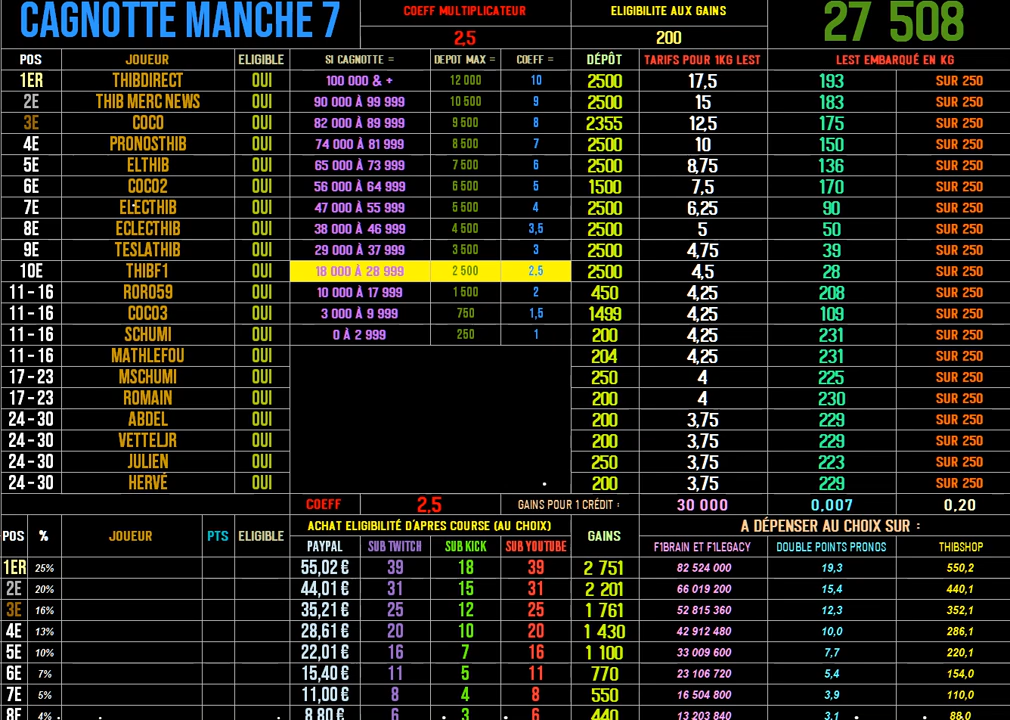 CAGNOTTE MANCHE 7 COEFF MULTIPLICATEUR ELIGIBILITE AUX GAINS 27 508
2,5 200
POS JOUEUR ELIGIBLE SI CAGNOTTE = DEPOT MAX = COEFF = DÉPÔT TARIFS POUR 1KG LEST LEST EMBARQUÉ EN KG
1ER THIBDIRECT OUI 100 000 & + 12 000 10 2500 17,5 193 SUR 250
2E THIB MERC NEWS OUI 90 000 À 99 999 10 500 9 2500 15 183 SUR 250
3E COCO OUI 82 000 À 89 999 9 500 8 2355 12,5 175 SUR 250
4E PRONOSTHIB OUI 74 000 À 81 999 8 500 7 2500 10 150 SUR 250
5E ELTHIB OUI 65 000 À 73 999 7 500 6 2500 8,75 136 SUR 250
6E COCO2 OUI 56 000 À 64 999 6 500 5 1500 7,5 170 SUR 250
7E ELECTHIB OUI 47 000 À 55 999 5 500 4 2500 6,25 90 SUR 250
8E ECLECTHIB OUI 38 000 À 46 999 4 500 3,5 2500 5 50 SUR 250
9E TESLATHIB OUI 29 000 À 37 999 3 500 3 2500 4,75 39 SUR 250
10E THIBF1 OUI 18 000 À 28 999 2 500 2,5 2500 4,5 28 SUR 250
11-16 RORO59 OUI 10 000 À 17 999 1 500 2 450 4,25 208 SUR 250
11-16 COCO3 OUI 3 000 À 9 999 750 1,5 1499 4,25 109 SUR 250
11-16 SCHUMI OUI 0 À 2 999 250 1 200 4,25 231 SUR 250
11-16 MATHLEFOU OUI 204 4,25 231 SUR 250
17-23 MSCHUMI OUI 250 4 225 SUR 250
17-23 ROMAIN OUI 200 4 230 SUR 250
24-30 ABDEL OUI 200 3,75 229 SUR 250
24-30 VETTELJR OUI 200 3,75 229 SUR 250
24-30 JULIEN OUI 250 3,75 223 SUR 250
24-30 HERVÉ OUI 200 3,75 229 SUR 250
COEFF 2,5 GAINS POUR 1 CRÉDIT : 30 000 0,007 0,20
POS % JOUEUR PTS ELIGIBLE ACHAT ELIGIBILITÉ D'APRES COURSE (AU CHOIX) GAINS A DÉPENSER AU CHOIX SUR :
PAYPAL SUB TWITCH SUB KICK SUB YOUTUBE F1BRAIN ET F1LEGACY DOUBLE POINTS PRONOS THIBSHOP
1ER 25% 55,02 € 39 18 39 2 751 82 524 000 19,3 550,2
2E 20% 44,01 € 31 15 31 2 201 66 019 200 15,4 440,1
3E 16% 35,21 € 25 12 25 1 761 52 815 360 12,3 352,1
4E 13% 28,61 € 20 10 20 1 430 42 912 480 10,0 286,1
5E 10% 22,01 € 16 7 16 1 100 33 009 600 7,7 220,1
6E 7% 15,40 € 11 5 11 770 23 106 720 5,4 154,0
7E 5% 11,00 € 8 4 8 550 16 504 800 3,9 110,0
8E 4% 8,80 € 6 3 6 440 13 203 840 3,1 88,0